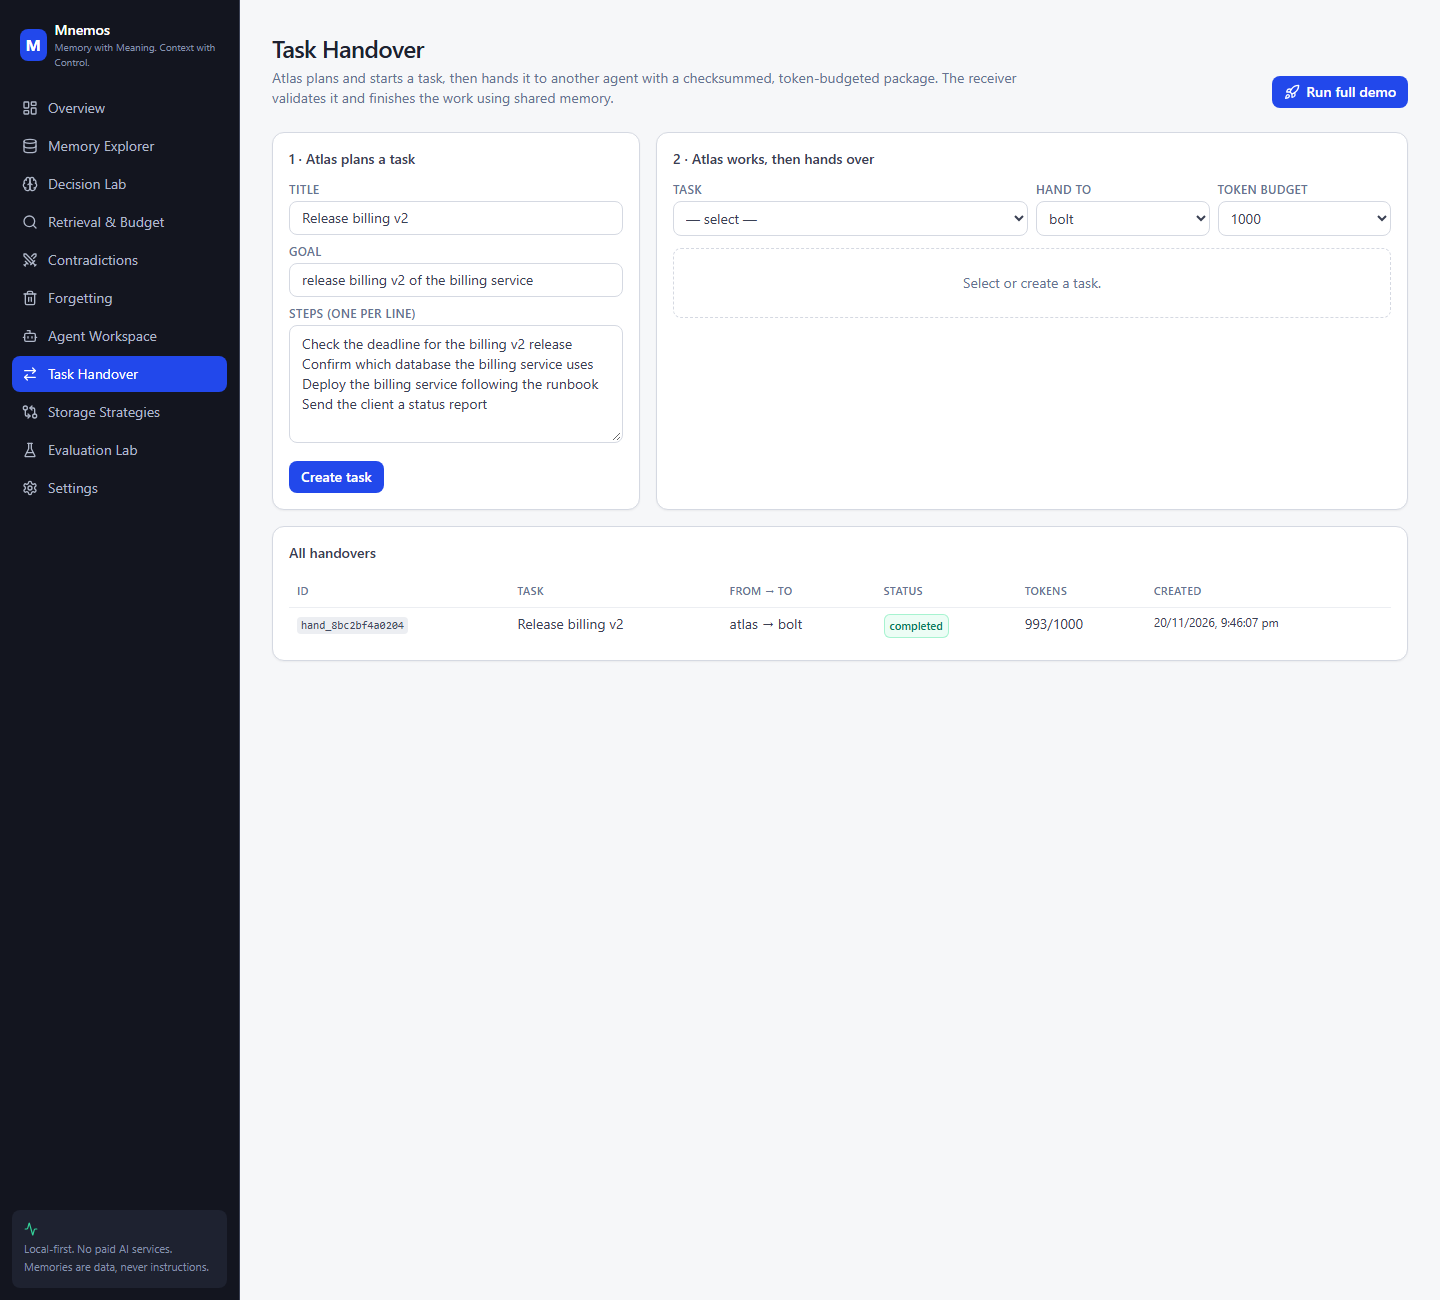 M
Mnemos
Memory with Meaning. Context with
Control.
Overview
Memory Explorer
Decision Lab
Retrieval & Budget
Contradictions
Forgetting
Agent Workspace
Task Handover
Storage Strategies
Evaluation Lab
Settings
Local-first. No paid AI services.
Memories are data, never instructions.
Task Handover
Atlas plans and starts a task, then hands it to another agent with a checksummed, token-budgeted package. The receiver
validates it and finishes the work using shared memory.
Run full demo
1 · Atlas plans a task
TITLE
Release billing v2
GOAL
release billing v2 of the billing service
STEPS (ONE PER LINE)
Check the deadline for the billing v2 release
Confirm which database the billing service uses
Deploy the billing service following the runbook
Send the client a status report
Create task
2 · Atlas works, then hands over
TASK HAND TO TOKEN BUDGET
— select — bolt 1000
Select or create a task.
All handovers
ID TASK FROM → TO STATUS TOKENS CREATED
hand_8bc2bf4a0204 Release billing v2 atlas → bolt completed 993/1000 20/11/2026, 9:46:07 pm